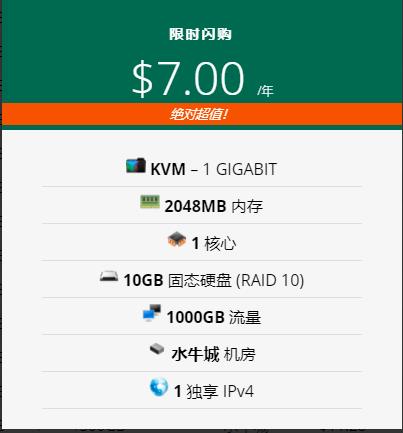 限时闪购
$7.00 /年
绝对超值!
KVM – 1 GIGABIT
2048MB 内存
1 核心
10GB 固态硬盘 (RAID 10)
1000GB 流量
水牛城 机房
1 独享 IPv4